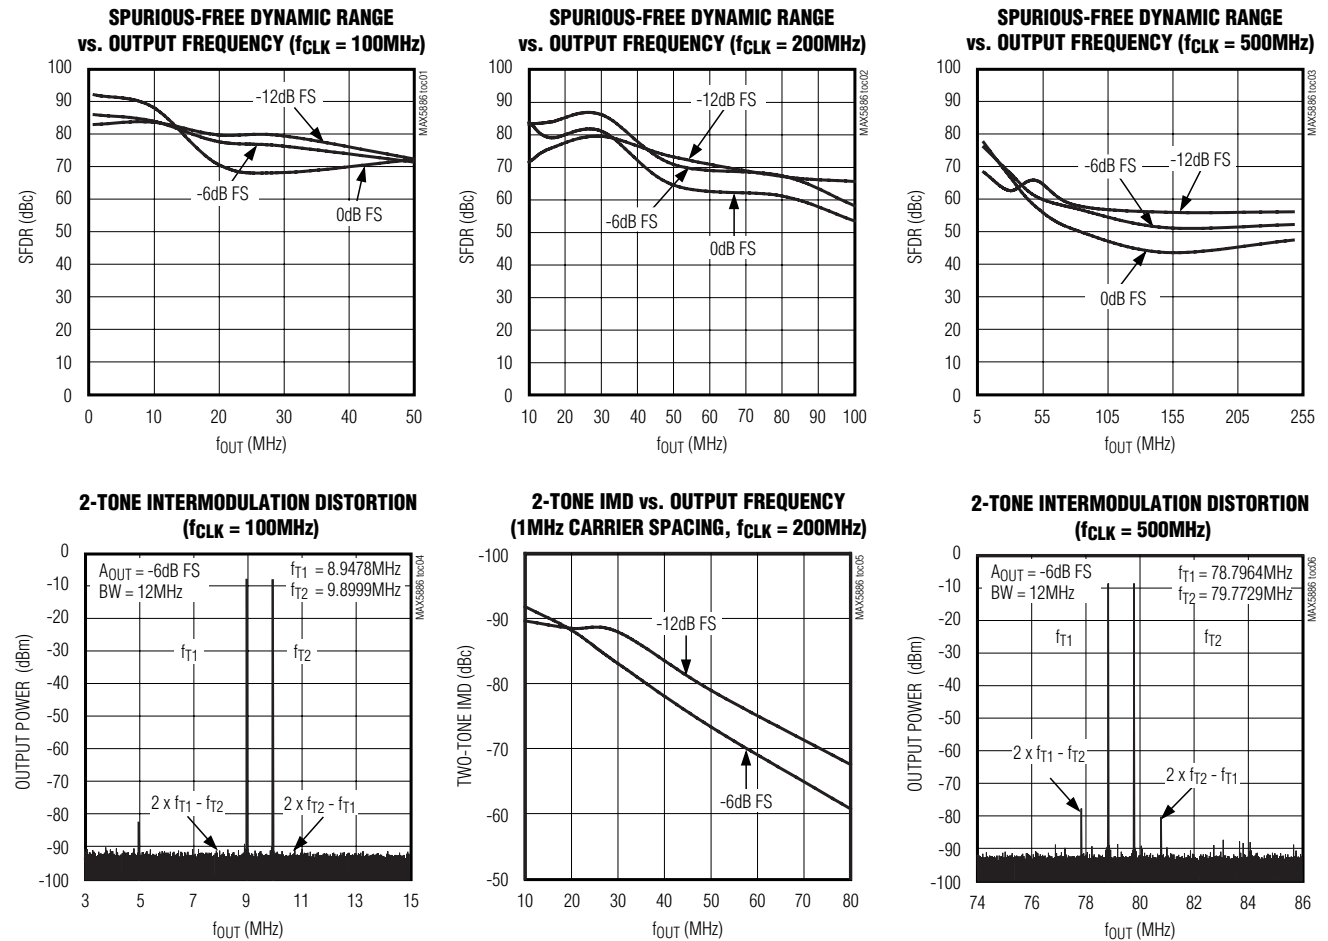 SPURIOUS-FREE DYNAMIC RANGE
vs. OUTPUT FREQUENCY (fCLK = 100MHz)
100
90
80
70
60
50
40
30
20
10
0
SFDR (dBc)
-12dB FS
-6dB FS
0dB FS
MAX5886 toc01
0 10 20 30 40 50
fOUT (MHz)
SPURIOUS-FREE DYNAMIC RANGE
vs. OUTPUT FREQUENCY (fCLK = 200MHz)
100
90
80
70
60
50
40
30
20
10
0
SFDR (dBc)
-12dB FS
-6dB FS
0dB FS
MAX5886 toc02
10 20 30 40 50 60 70 80 90 100
fOUT (MHz)
SPURIOUS-FREE DYNAMIC RANGE
vs. OUTPUT FREQUENCY (fCLK = 500MHz)
100
90
80
70
60
50
40
30
20
10
0
SFDR (dBc)
-6dB FS
-12dB FS
0dB FS
MAX5886 toc03
5 55 105 155 205 255
fOUT (MHz)
2-TONE INTERMODULATION DISTORTION
(fCLK = 100MHz)
0
-10
-20
-30
-40
-50
-60
-70
-80
-90
-100
OUTPUT POWER (dBm)
AOUT = -6dB FS
BW = 12MHz
fT1 = 8.9478MHz
fT2 = 9.8999MHz
fT1
fT2
2 x fT1 - fT2
2 x fT2 - fT1
MAX5886 toc04
3 5 7 9 11 13 15
fOUT (MHz)
2-TONE IMD vs. OUTPUT FREQUENCY
(1MHz CARRIER SPACING, fCLK = 200MHz)
-100
-90
-80
-70
-60
-50
TWO-TONE IMD (dBc)
-12dB FS
-6dB FS
MAX5886 toc05
10 20 30 40 50 60 70 80
fOUT (MHz)
2-TONE INTERMODULATION DISTORTION
(fCLK = 500MHz)
0
-10
-20
-30
-40
-50
-60
-70
-80
-90
-100
OUTPUT POWER (dBm)
AOUT = -6dB FS
BW = 12MHz
fT1 = 78.7964MHz
fT2 = 79.7729MHz
fT1
fT2
2 x fT1 - fT2
2 x fT2 - fT1
MAX5886 toc06
74 76 78 80 82 84 86
fOUT (MHz)